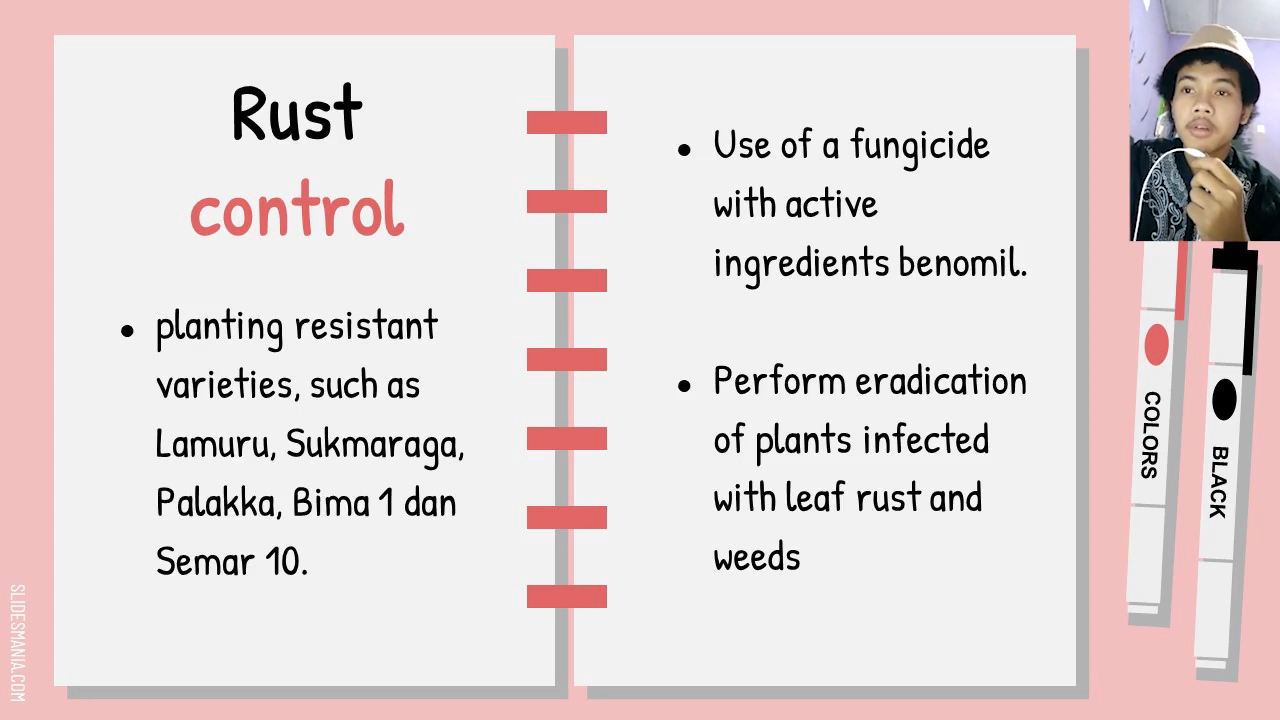 Rust
control
• planting resistant
varieties, such as
Lamuru, Sukmaraga,
Palakka, Bima 1 dan
Semar 10.
• Use of a fungicide
with active
ingredients benomil.
• Perform eradication
of plants infected
with leaf rust and
weeds
COLORS
BLACK
SLIDESMANIA.COM